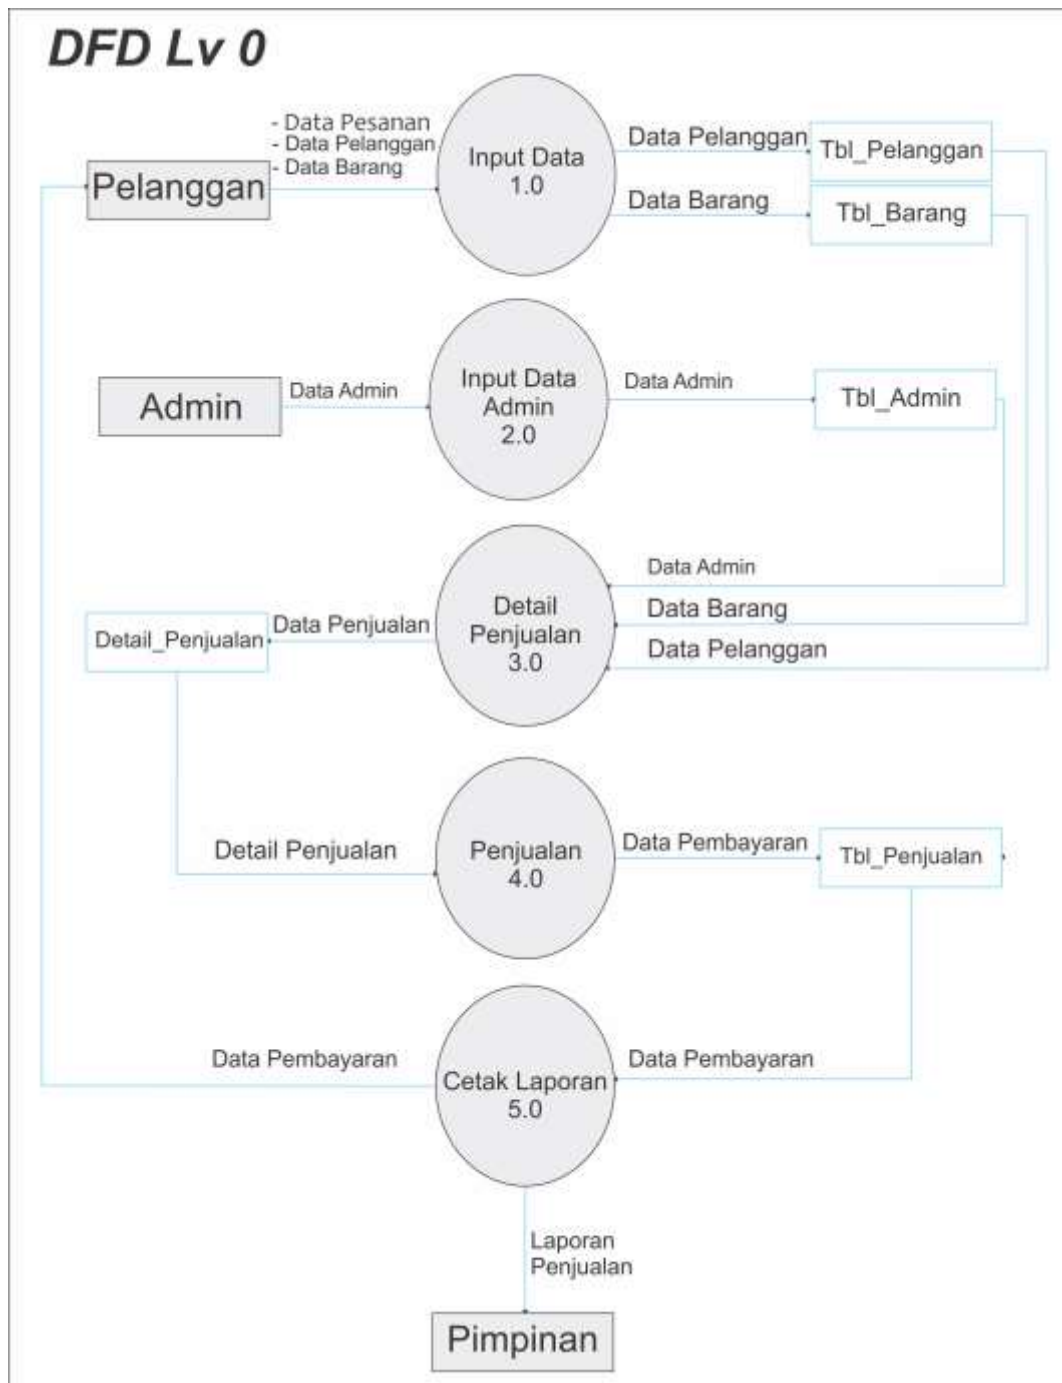 DFD Lv 0
- Data Pesanan
- Data Pelanggan
- Data Barang
Pelanggan
Input Data
1.0
Data Pelanggan
Tbl_Pelanggan
Data Barang
Tbl_Barang
Admin
Data Admin
Input Data
Admin
2.0
Data Admin
Tbl_Admin
Data Admin
Data Barang
Data Pelanggan
Detail
Penjualan
3.0
Data Penjualan
Detail_Penjualan
Detail Penjualan
Penjualan
4.0
Data Pembayaran
Tbl_Penjualan
Data Pembayaran
Cetak Laporan
5.0
Data Pembayaran
Laporan
Penjualan
Pimpinan